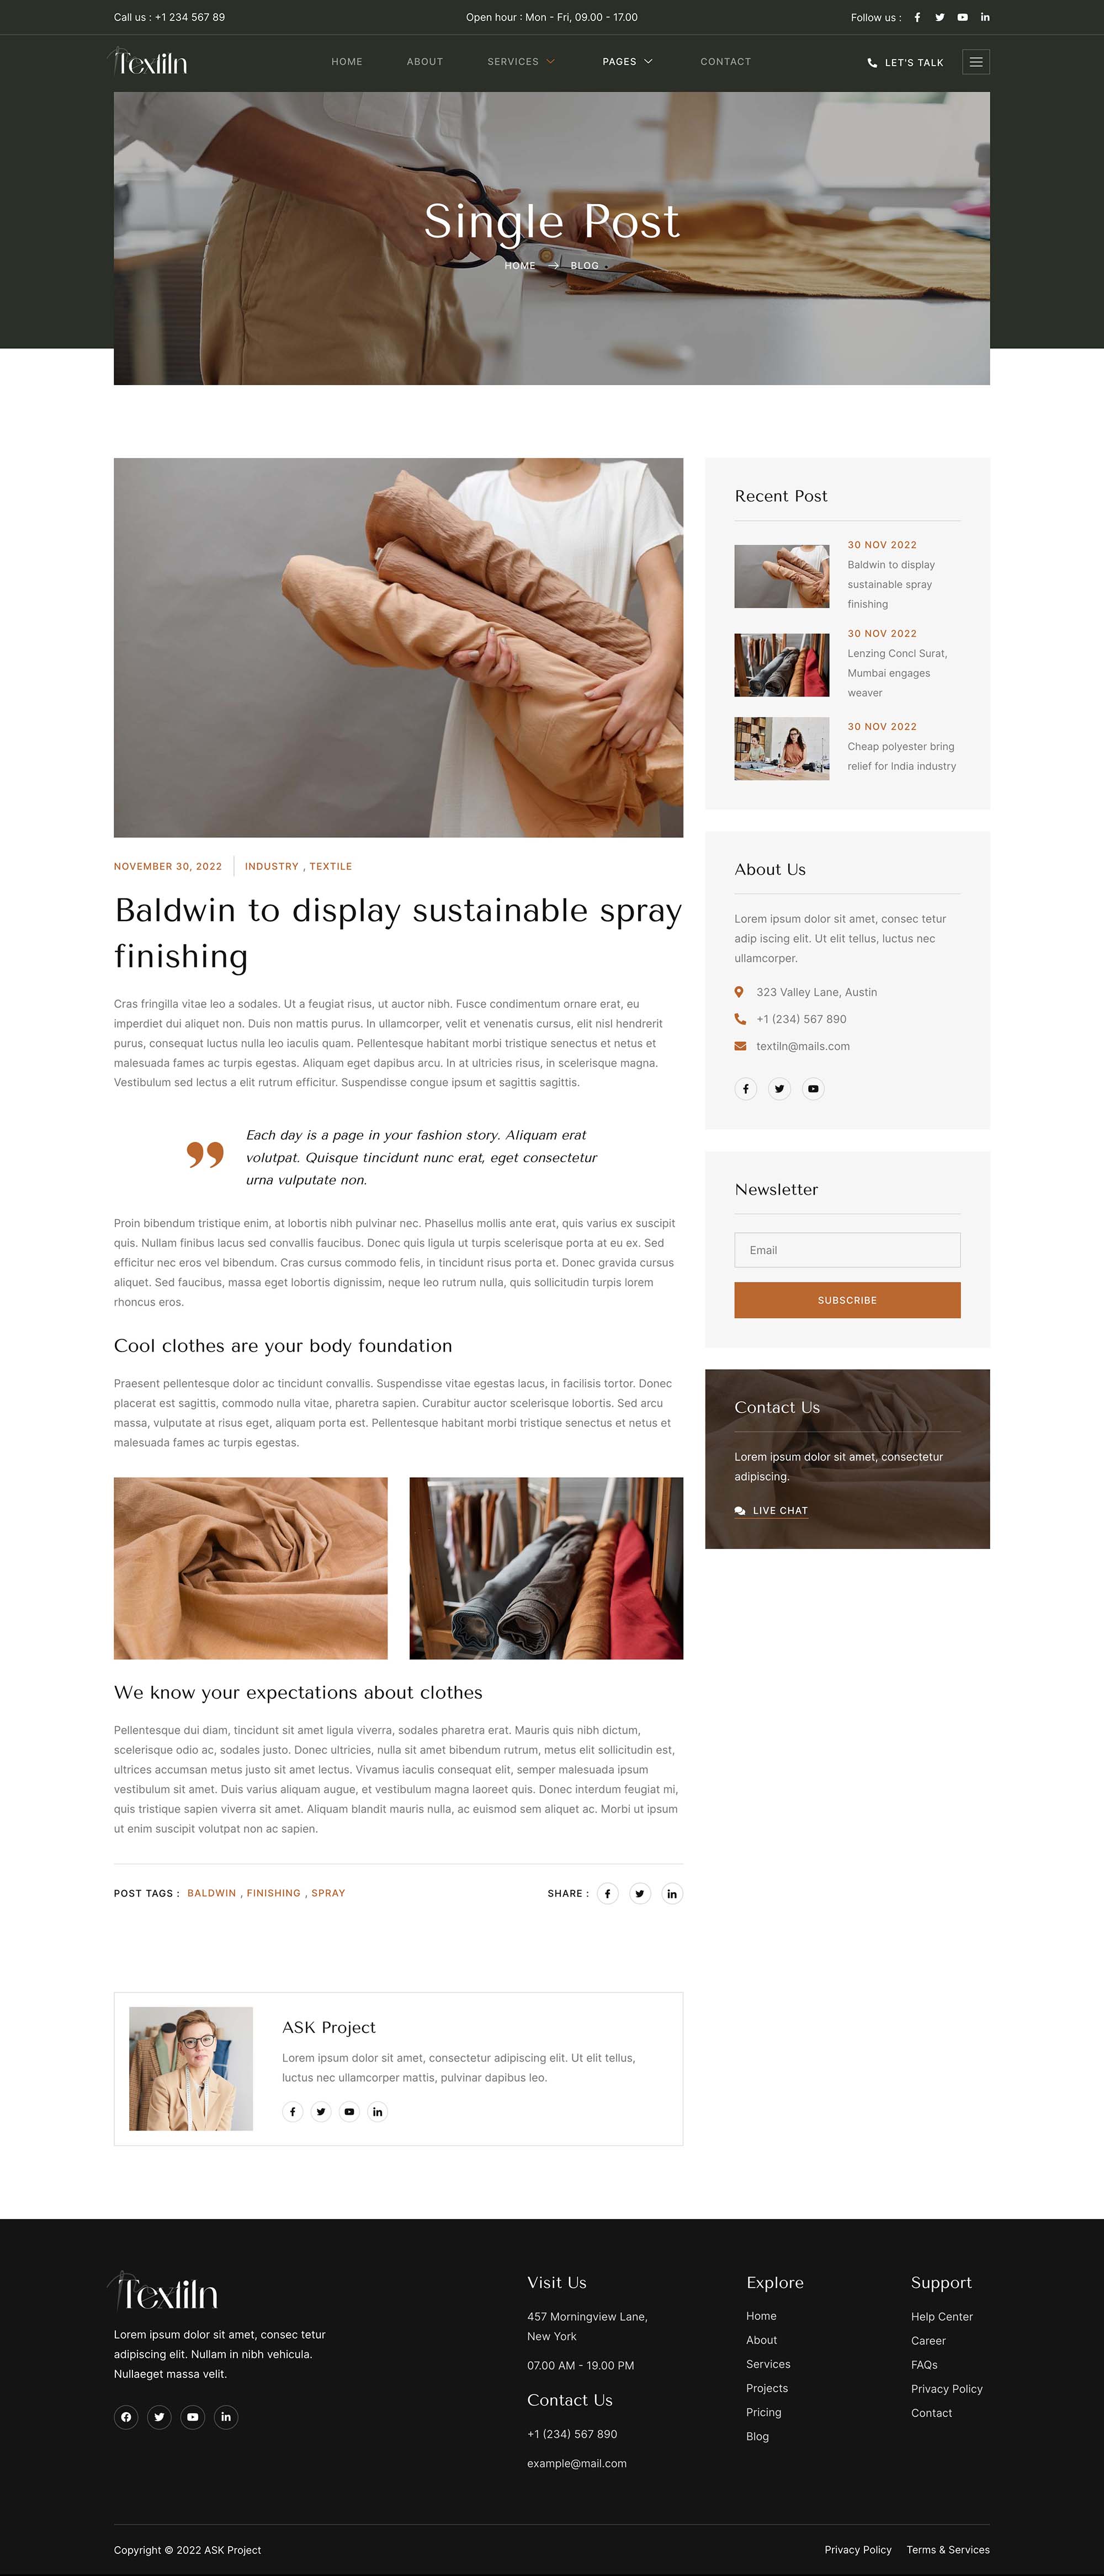 Call us : +1 234 567 89
Open hour : Mon - Fri, 09.00 - 17.00
Follow us :
Textiln
HOME
ABOUT
SERVICES
PAGES
CONTACT
LET'S TALK
Single Post
HOME
BLOG
NOVEMBER 30, 2022
INDUSTRY , TEXTILE
Baldwin to display sustainable spray
finishing
Cras fringilla vitae leo a sodales. Ut a feugiat risus, ut auctor nibh. Fusce condimentum ornare erat, eu
imperdiet dui aliquet non. Duis non mattis purus. In ullamcorper, velit et venenatis cursus, elit nisl hendrerit
purus, consequat luctus nulla leo iaculis quam. Pellentesque habitant morbi tristique senectus et netus et
malesuada fames ac turpis egestas. Aliquam eget dapibus arcu. In at ultricies risus, in scelerisque magna.
Vestibulum sed lectus a elit rutrum efficitur. Suspendisse congue ipsum et sagittis sagittis.
Each day is a page in your fashion story. Aliquam erat
volutpat. Quisque tincidunt nunc erat, eget consectetur
urna vulputate non.
Proin bibendum tristique enim, at lobortis nibh pulvinar nec. Phasellus mollis ante erat, quis varius ex suscipit
quis. Nullam finibus lacus sed convallis faucibus. Donec quis ligula ut turpis scelerisque porta at eu ex. Sed
efficitur nec eros vel bibendum. Cras cursus commodo felis, in tincidunt risus porta et. Donec gravida cursus
aliquet. Sed faucibus, massa eget lobortis dignissim, neque leo rutrum nulla, quis sollicitudin turpis lorem
rhoncus eros.
Cool clothes are your body foundation
Praesent pellentesque dolor ac tincidunt convallis. Suspendisse vitae egestas lacus, in facilisis tortor. Donec
placerat est sagittis, commodo nulla vitae, pharetra sapien. Curabitur auctor scelerisque lobortis. Sed arcu
massa, vulputate at risus eget, aliquam porta est. Pellentesque habitant morbi tristique senectus et netus et
malesuada fames ac turpis egestas.
We know your expectations about clothes
Pellentesque dui diam, tincidunt sit amet ligula viverra, sodales pharetra erat. Mauris quis nibh dictum,
scelerisque odio ac, sodales justo. Donec ultricies, nulla sit amet bibendum rutrum, metus elit sollicitudin est,
ultrices accumsan metus justo sit amet lectus. Vivamus iaculis consequat elit, semper malesuada ipsum
vestibulum sit amet. Duis varius aliquam augue, et vestibulum magna laoreet quis. Donec interdum feugiat mi,
quis tristique sapien viverra sit amet. Aliquam blandit mauris nulla, ac euismod sem aliquet ac. Morbi ut ipsum
ut enim suscipit volutpat non ac sapien.
POST TAGS : BALDWIN , FINISHING , SPRAY
SHARE :
ASK Project
Lorem ipsum dolor sit amet, consectetur adipiscing elit. Ut elit tellus,
luctus nec ullamcorper mattis, pulvinar dapibus leo.
Recent Post
30 NOV 2022
Baldwin to display
sustainable spray
finishing
30 NOV 2022
Lenzing Concl Surat,
Mumbai engages
weaver
30 NOV 2022
Cheap polyester bring
relief for India industry
About Us
Lorem ipsum dolor sit amet, consec tetur
adip iscing elit. Ut elit tellus, luctus nec
ullamcorper.
323 Valley Lane, Austin
+1 (234) 567 890
textiln@mails.com
Newsletter
Email
SUBSCRIBE
Contact Us
Lorem ipsum dolor sit amet, consectetur
adipiscing.
LIVE CHAT
Textiln
Lorem ipsum dolor sit amet, consec tetur
adipiscing elit. Nullam in nibh vehicula.
Nullaeget massa velit.
Visit Us
457 Morningview Lane,
New York
07.00 AM - 19.00 PM
Contact Us
+1 (234) 567 890
example@mail.com
Explore
Home
About
Services
Projects
Pricing
Blog
Support
Help Center
Career
FAQs
Privacy Policy
Contact
Copyright © 2022 ASK Project
Privacy Policy
Terms & Services